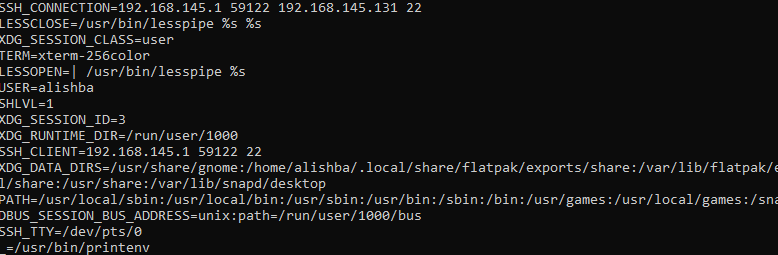 SSH_CONNECTION=192.168.145.1 59122 192.168.145.131 22
LESSCLOSE=/usr/bin/lesspipe %s %s
XDG_SESSION_CLASS=user
TERM=xterm-256color
LESSOPEN=| /usr/bin/lesspipe %s
USER=alishba
SHLVL=1
XDG_SESSION_ID=3
XDG_RUNTIME_DIR=/run/user/1000
SSH_CLIENT=192.168.145.1 59122 22
XDG_DATA_DIRS=/usr/share/gnome:/home/alishba/.local/share/flatpak/exports/share:/var/lib/flatpak/e
l/share:/usr/share:/var/lib/snapd/desktop
PATH=/usr/local/sbin:/usr/local/bin:/usr/sbin:/usr/bin:/sbin:/bin:/usr/games:/usr/local/games:/sna
DBUS_SESSION_BUS_ADDRESS=unix:path=/run/user/1000/bus
SSH_TTY=/dev/pts/0
_=/usr/bin/printenv